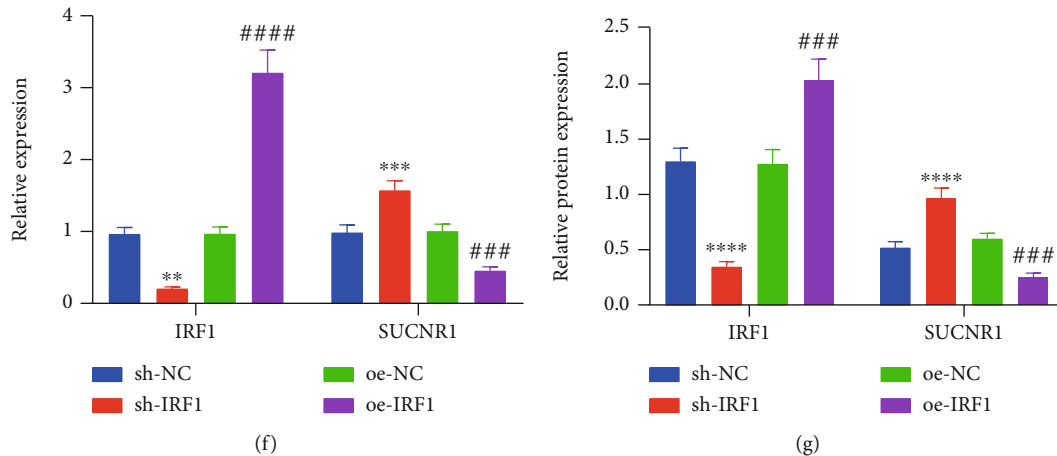 Relative expression
4
3
2
1
0
####
**
***
###
IRF1
SUCNR1
sh-NC
oe-NC
sh-IRF1
oe-IRF1
(f)
Relative protein expression
2.5
2.0
1.5
1.0
0.5
0.0
###
****
****
###
IRF1
SUCNR1
sh-NC
oe-NC
sh-IRF1
oe-IRF1
(g)